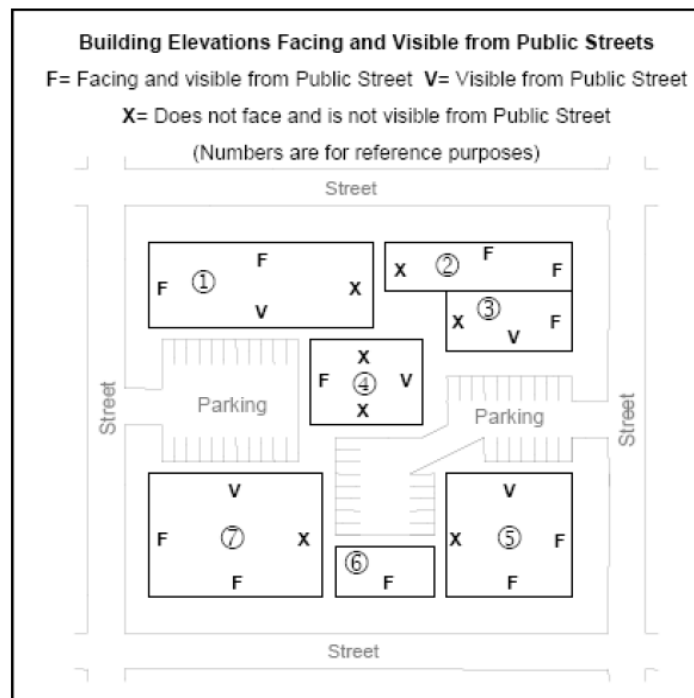 Building Elevations Facing and Visible from Public Streets
F= Facing and visible from Public Street V= Visible from Public Street
X= Does not face and is not visible from Public Street
(Numbers are for reference purposes)
Street
F
F ① X
V
F
X ② F
③
X F
V
X
F ④ V
X
Street
Parking
Parking
Street
V
F ⑦ X
F
⑥
F
V
X ⑤ F
F
Street